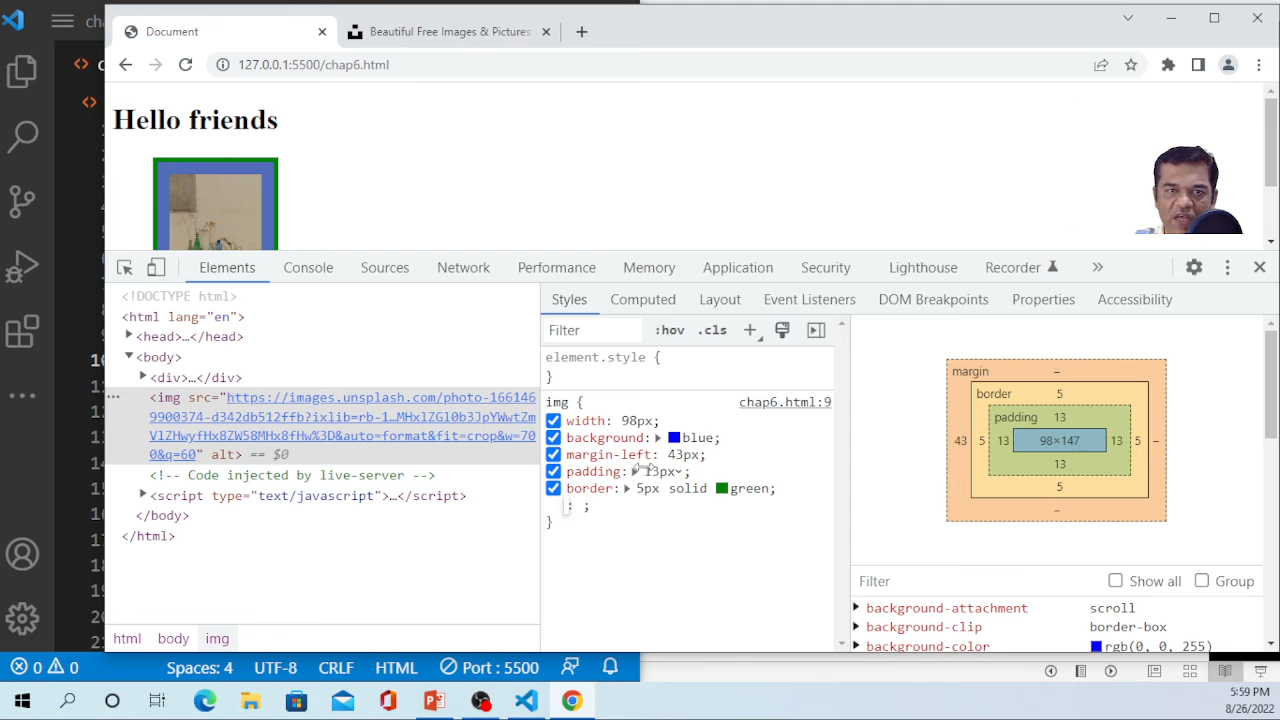 Document
Beautiful Free Images & Pictures
127.0.0.1:5500/chap6.html
Hello friends
Elements Console Sources Network Performance Memory Application Security Lighthouse Recorder
<!DOCTYPE html>
<html lang="en">
<head>…</head>
<body>
<div>…</div>
<img src="https://images.unsplash.com/photo-166146
9900374-d342db512ffb?ixlib=rb-1…MHx1ZGl0b3JpYWwtZm
VlZHwyfHx8ZW58MHx8fHw%3D&auto=format&fit=crop&w=70
0&q=60" alt> == $0
<!-- Code injected by live-server -->
<script type="text/javascript">…</script>
</body>
</html>
html body img
Styles Computed Layout Event Listeners DOM Breakpoints Properties Accessibility
Filter :hov .cls
element.style {
}
img { chap6.html:9
width: 98px;
background: blue;
margin-left: 43px;
padding: 13px;
border: 5px solid green;
: ;
}
margin –
border 5
padding 13
43 5 13 98×147 13 5 –
13
5
–
Filter Show all Group
background-attachment scroll
background-clip border-box
background-color rgb(0, 0, 255)
0 0 Spaces: 4 UTF-8 CRLF HTML Port : 5500
5:59 PM
8/26/2022